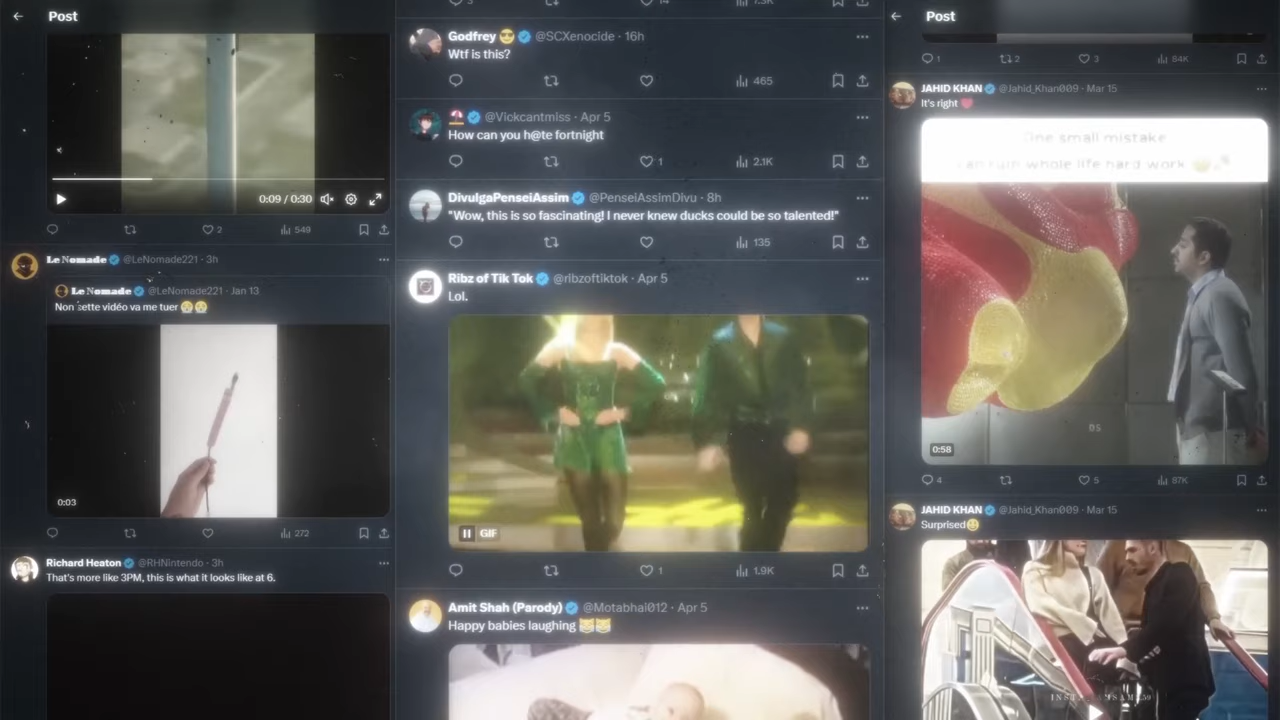 Post
0:09 / 0:30
2
549
Le Nomade @LeNomade221 · 3h
Le Nomade @LeNomade221 · Jan 13
Non cette vidéo va me tuer
0:03
272
Richard Heaton @RHNintendo · 3h
That's more like 3PM, this is what it looks like at 6.
3
14
1.5K
Godfrey @SCXenocide · 16h
Wtf is this?
465
@Vickcantmiss · Apr 5
How can you h@te fortnight
1
2.1K
DivulgaPenseiAssim @PenseiAssimDivu · 8h
"Wow, this is so fascinating! I never knew ducks could be so talented!"
135
Ribz of Tik Tok @ribzoftiktok · Apr 5
Lol.
GIF
1
1.9K
Amit Shah (Parody) @Motabhai012 · Apr 5
Happy babies laughing
Post
1
2
3
84K
JAHID KHAN @Jahid_Khan009 · Mar 15
It's right
One small mistake
can ruin whole life hard work
0:58
4
5
87K
JAHID KHAN @Jahid_Khan009 · Mar 15
Surprised